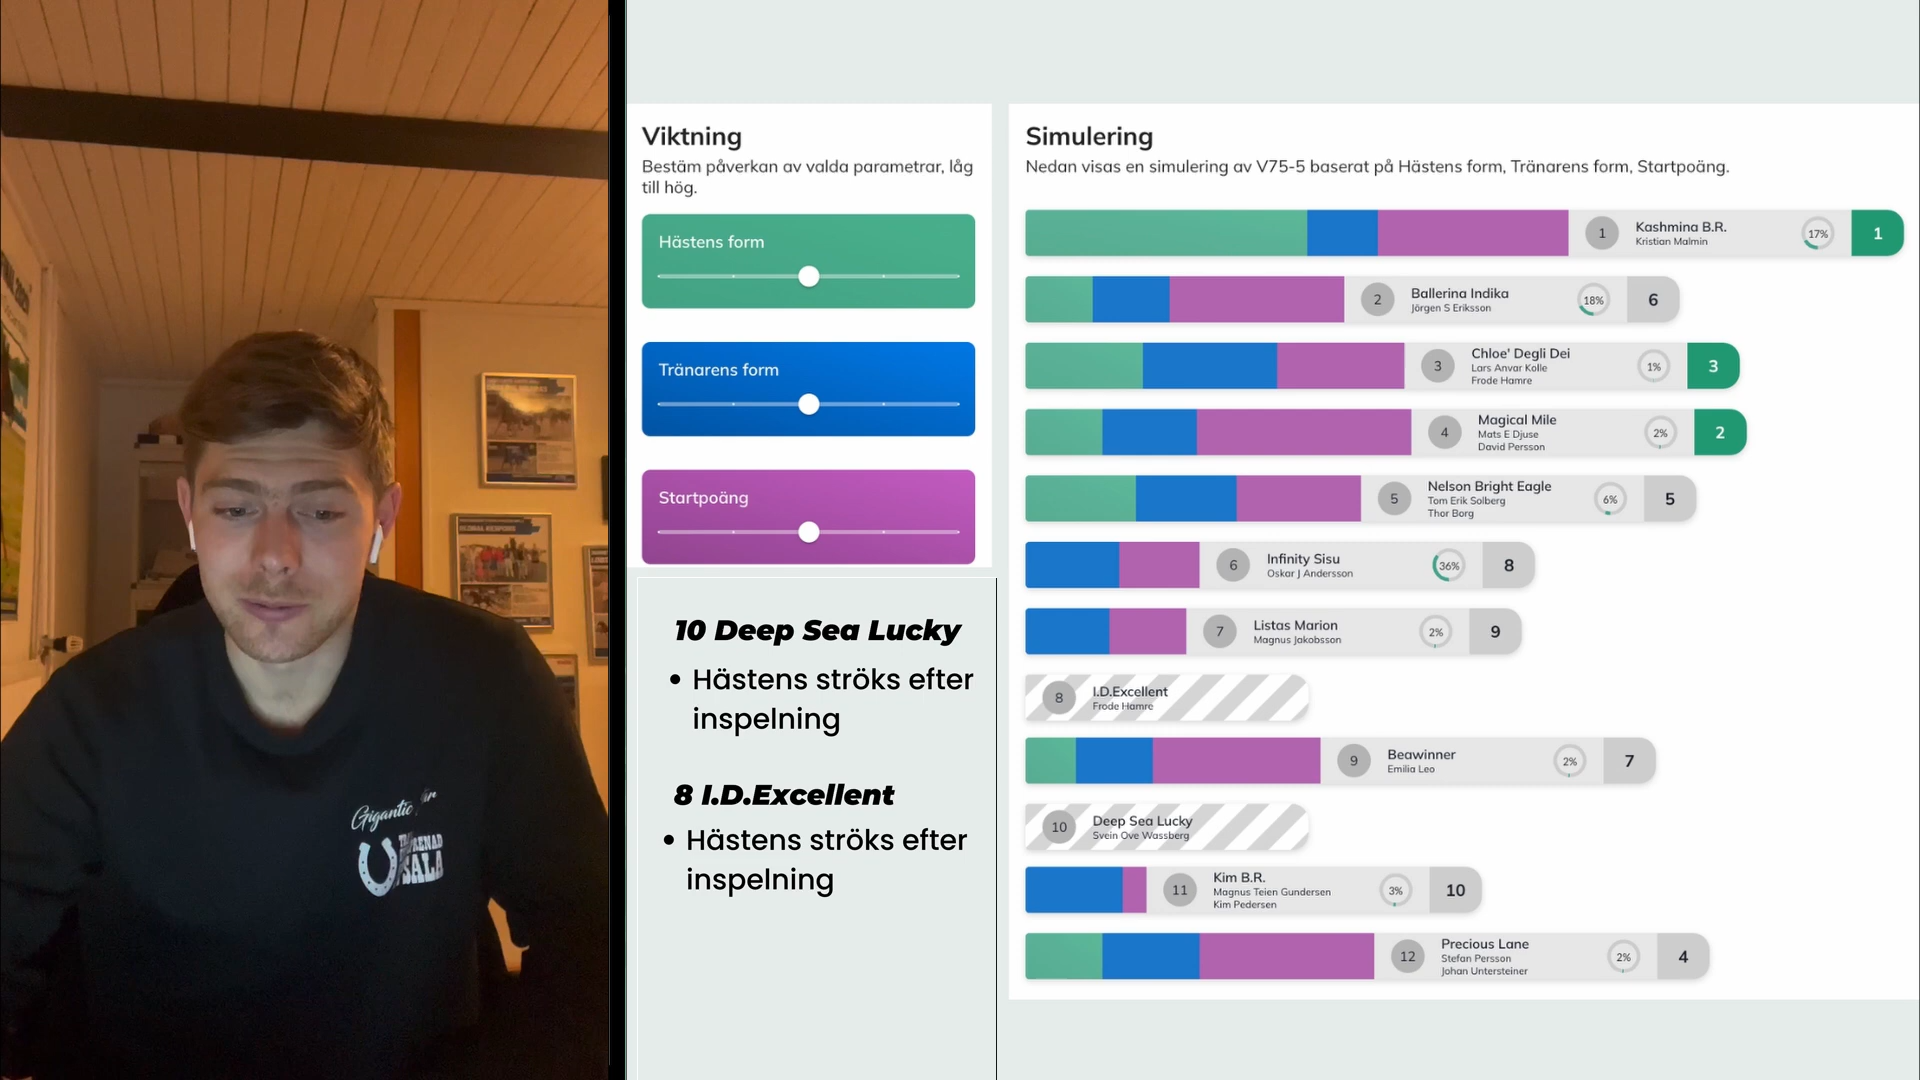 Viktning
Bestäm påverkan av valda parametrar, låg
till hög.
Hästens form
Tränarens form
Startpoäng
10 Deep Sea Lucky
• Hästens ströks efter
inspelning
8 I.D.Excellent
• Hästens ströks efter
inspelning
Simulering
Nedan visas en simulering av V75-5 baserat på Hästens form, Tränarens form, Startpoäng.
1 Kashmina B.R. 17% 1
Kristian Malmin
2 Ballerina Indika 18% 6
Jörgen S Eriksson
3 Chloe' Degli Dei 1% 3
Lars Anvar Kolle
Frode Hamre
4 Magical Mile 2% 2
Mats E Djuse
David Persson
5 Nelson Bright Eagle 6% 5
Tom Erik Solberg
Thor Borg
6 Infinity Sisu 36% 8
Oskar J Andersson
7 Listas Marion 2% 9
Magnus Jakobsson
8 I.D.Excellent
Frode Hamre
9 Beawinner 2% 7
Emilia Leo
10 Deep Sea Lucky
Svein Ove Wassberg
11 Kim B.R. 3% 10
Magnus Teien Gundersen
Kim Pedersen
12 Precious Lane 2% 4
Stefan Persson
Johan Untersteiner
Gigantic
SALA